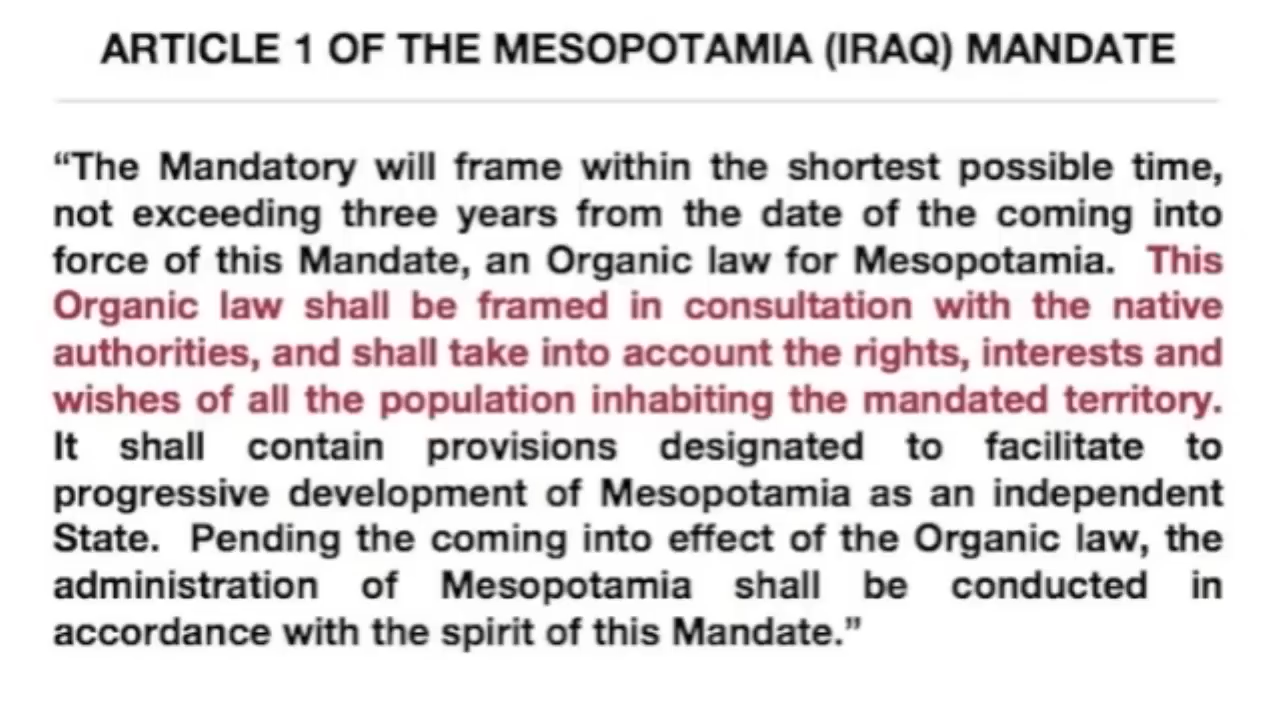 ARTICLE 1 OF THE MESOPOTAMIA (IRAQ) MANDATE
“The Mandatory will frame within the shortest possible time,
not exceeding three years from the date of the coming into
force of this Mandate, an Organic law for Mesopotamia. This
Organic law shall be framed in consultation with the native
authorities, and shall take into account the rights, interests and
wishes of all the population inhabiting the mandated territory.
It shall contain provisions designated to facilitate to
progressive development of Mesopotamia as an independent
State. Pending the coming into effect of the Organic law, the
administration of Mesopotamia shall be conducted in
accordance with the spirit of this Mandate.”